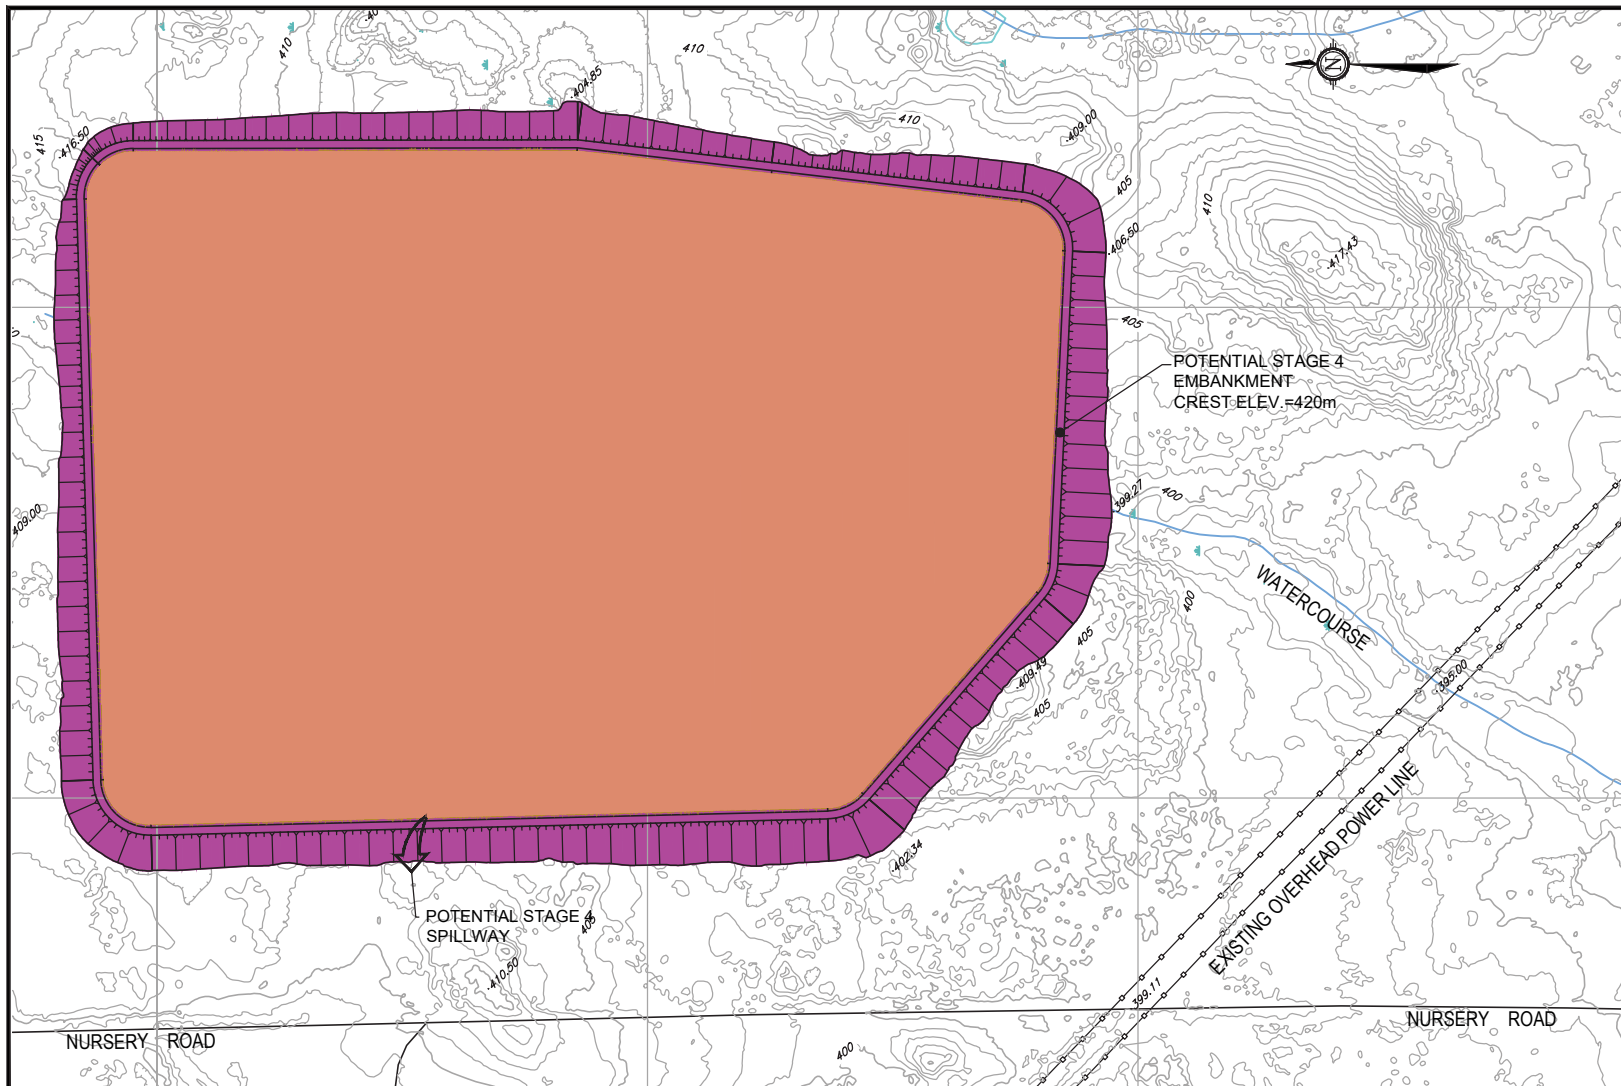 410
410
.404.85
N
415
.416.50
410
.409.00
405
410
.406.50
.417.43
405
POTENTIAL STAGE 4
EMBANKMENT
CREST ELEV.=420m
399.27
400
409.00
WATERCOURSE
400
405
.409.49
.395.00
405
EXISTING OVERHEAD POWER LINE
.402.34
POTENTIAL STAGE 4
SPILLWAY
405
.410.50
399.11
NURSERY ROAD
NURSERY ROAD
400